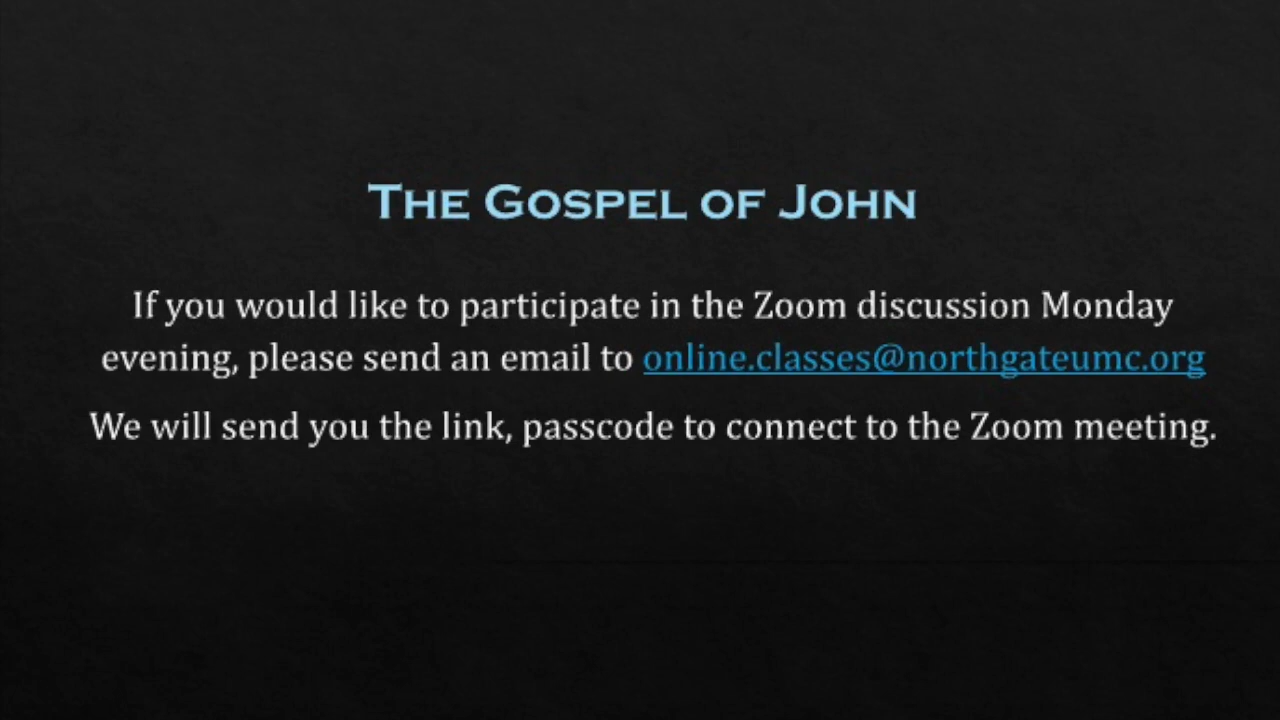 The Gospel of John
If you would like to participate in the Zoom discussion Monday
evening, please send an email to online.classes@northgateumc.org
We will send you the link, passcode to connect to the Zoom meeting.